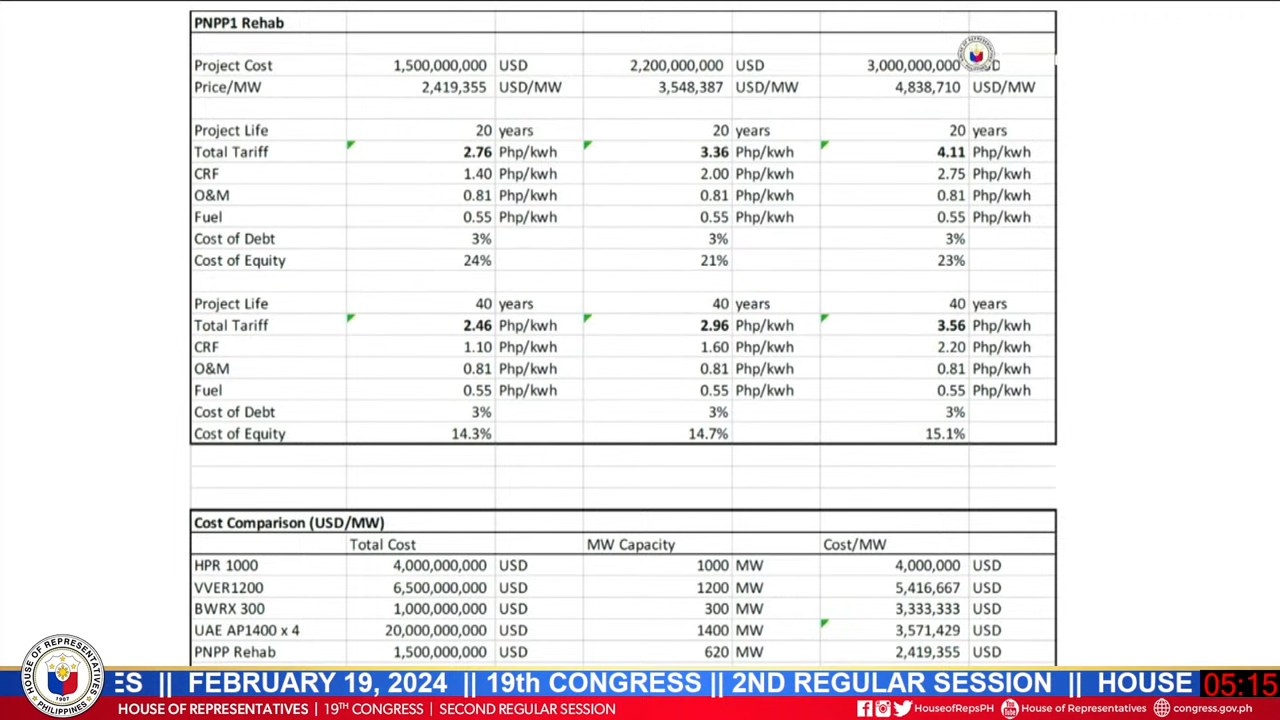 PNPP1 Rehab
Project Cost 1,500,000,000 USD 2,200,000,000 USD 3,000,000,000
Price/MW 2,419,355 USD/MW 3,548,387 USD/MW 4,838,710 USD/MW
Project Life 20 years 20 years 20 years
Total Tariff 2.76 Php/kwh 3.36 Php/kwh 4.11 Php/kwh
CRF 1.40 Php/kwh 2.00 Php/kwh 2.75 Php/kwh
O&M 0.81 Php/kwh 0.81 Php/kwh 0.81 Php/kwh
Fuel 0.55 Php/kwh 0.55 Php/kwh 0.55 Php/kwh
Cost of Debt 3% 3% 3%
Cost of Equity 24% 21% 23%
Project Life 40 years 40 years 40 years
Total Tariff 2.46 Php/kwh 2.96 Php/kwh 3.56 Php/kwh
CRF 1.10 Php/kwh 1.60 Php/kwh 2.20 Php/kwh
O&M 0.81 Php/kwh 0.81 Php/kwh 0.81 Php/kwh
Fuel 0.55 Php/kwh 0.55 Php/kwh 0.55 Php/kwh
Cost of Debt 3% 3% 3%
Cost of Equity 14.3% 14.7% 15.1%
Cost Comparison (USD/MW)
Total Cost MW Capacity Cost/MW
HPR 1000 4,000,000,000 USD 1000 MW 4,000,000 USD
VVER1200 6,500,000,000 USD 1200 MW 5,416,667 USD
BWRX 300 1,000,000,000 USD 300 MW 3,333,333 USD
UAE AP1400 x 4 20,000,000,000 USD 1400 MW 3,571,429 USD
PNPP Rehab 1,500,000,000 USD 620 MW 2,419,355 USD
ES || FEBRUARY 19, 2024 || 19th CONGRESS || 2ND REGULAR SESSION || HOUSE 05:15
HOUSE OF REPRESENTATIVES | 19TH CONGRESS | SECOND REGULAR SESSION HouseofRepsPH | House of Representatives congress.gov.ph
HOUSE OF REPRESENTATIVES
1907
PHILIPPINES